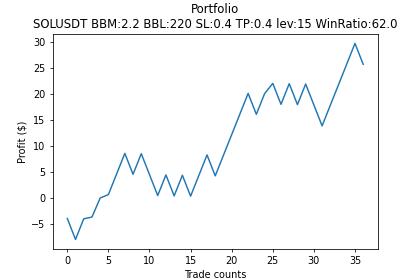 Portfolio
SOLUSDT BBM:2.2 BBL:220 SL:0.4 TP:0.4 lev:15 WinRatio:62.0
30
25
20
15
10
5
0
−5
Profit ($)
0 5 10 15 20 25 30 35
Trade counts